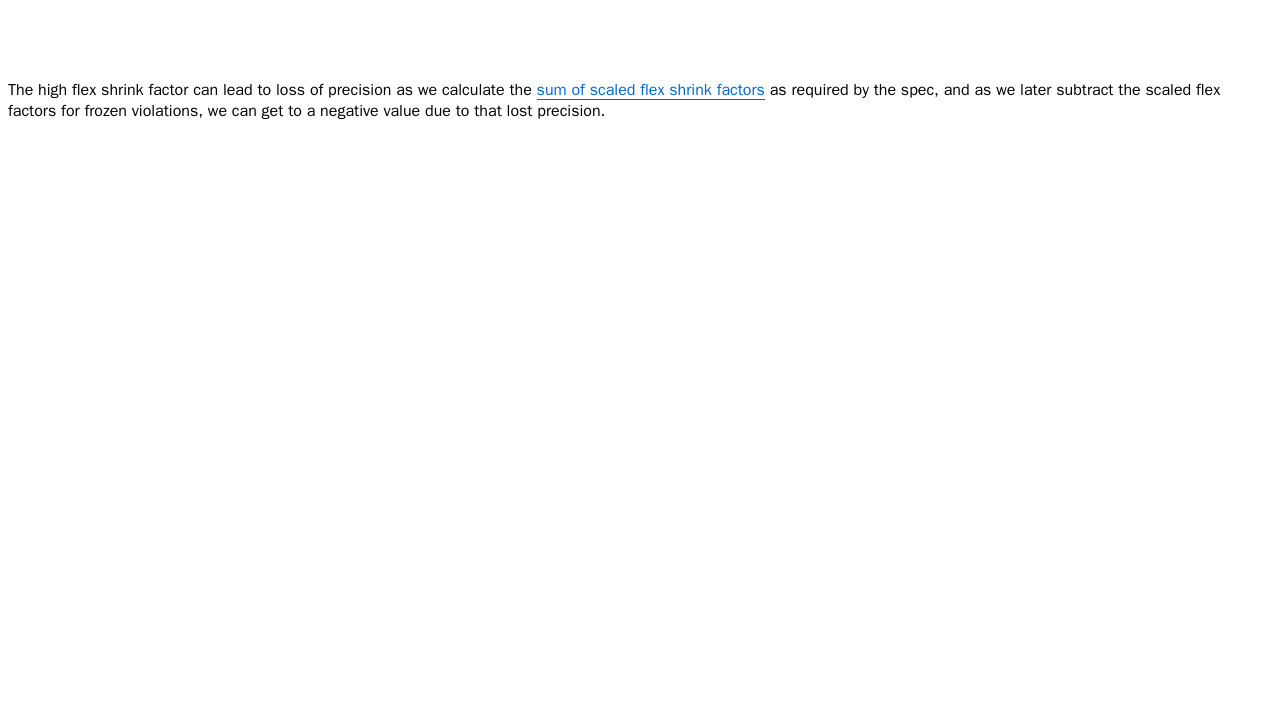 The high flex shrink factor can lead to loss of precision as we calculate the sum of scaled flex shrink factors as required by the spec, and as we later subtract the scaled flex
factors for frozen violations, we can get to a negative value due to that lost precision.